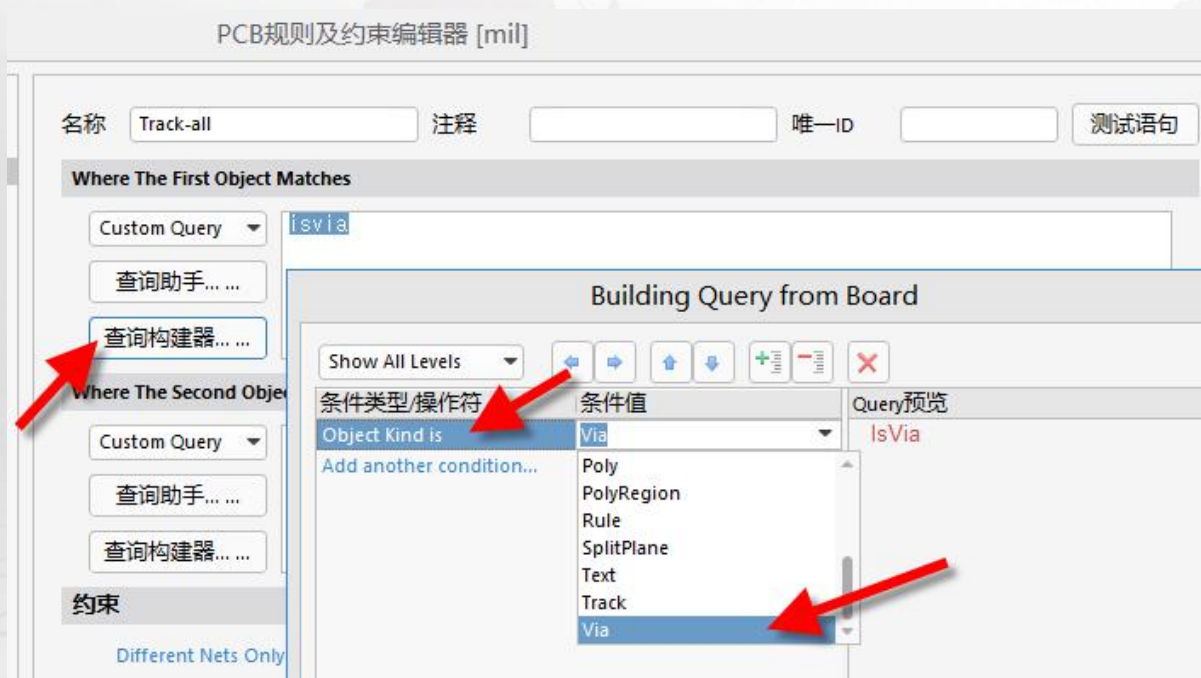 PCB规则及约束编辑器 [mil]
名称 Track-all 注释 唯一ID 测试语句
Where The First Object Matches
Custom Query isvia
查询助手... ...
Building Query from Board
查询构建器... ...
Show All Levels
Where The Second Obje
条件类型/操作符 条件值 Query预览
Custom Query Object Kind is Via IsVia
Add another condition... Poly
查询助手... ... PolyRegion
Rule
查询构建器... ... SplitPlane
Text
约束 Track
Via
Different Nets Only